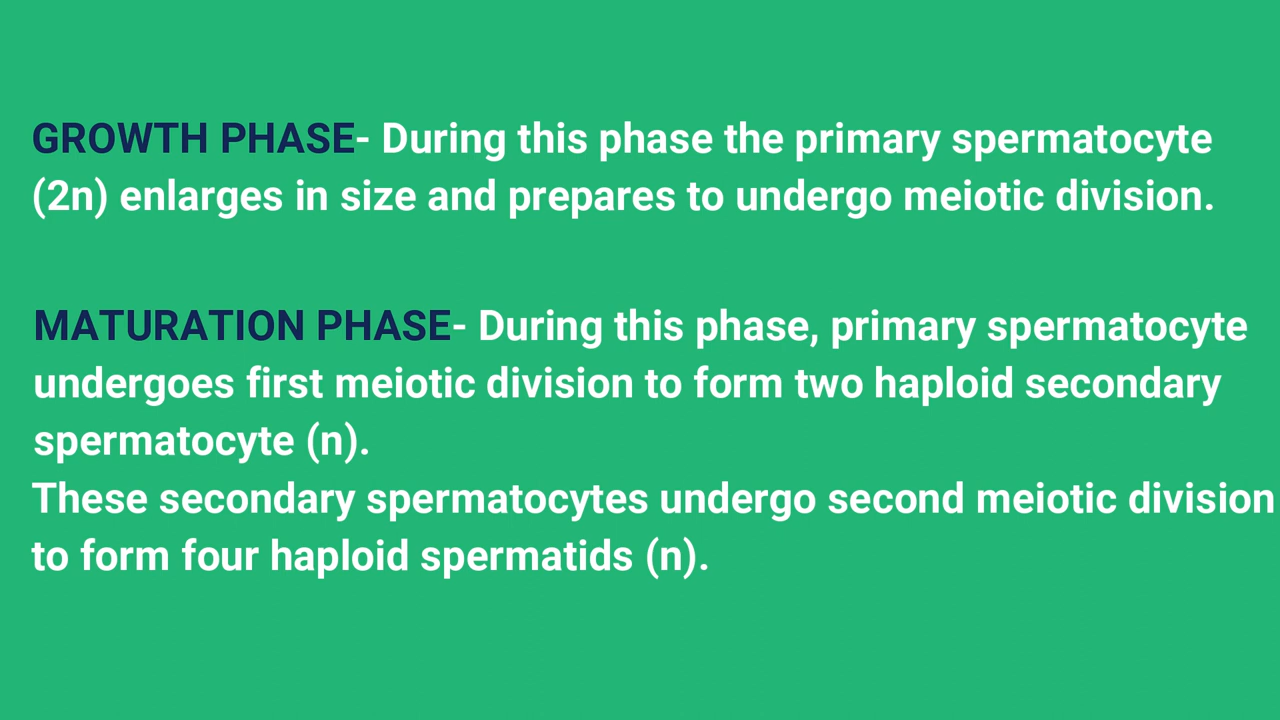 GROWTH PHASE- During this phase the primary spermatocyte
(2n) enlarges in size and prepares to undergo meiotic division.
MATURATION PHASE- During this phase, primary spermatocyte
undergoes first meiotic division to form two haploid secondary
spermatocyte (n).
These secondary spermatocytes undergo second meiotic division
to form four haploid spermatids (n).